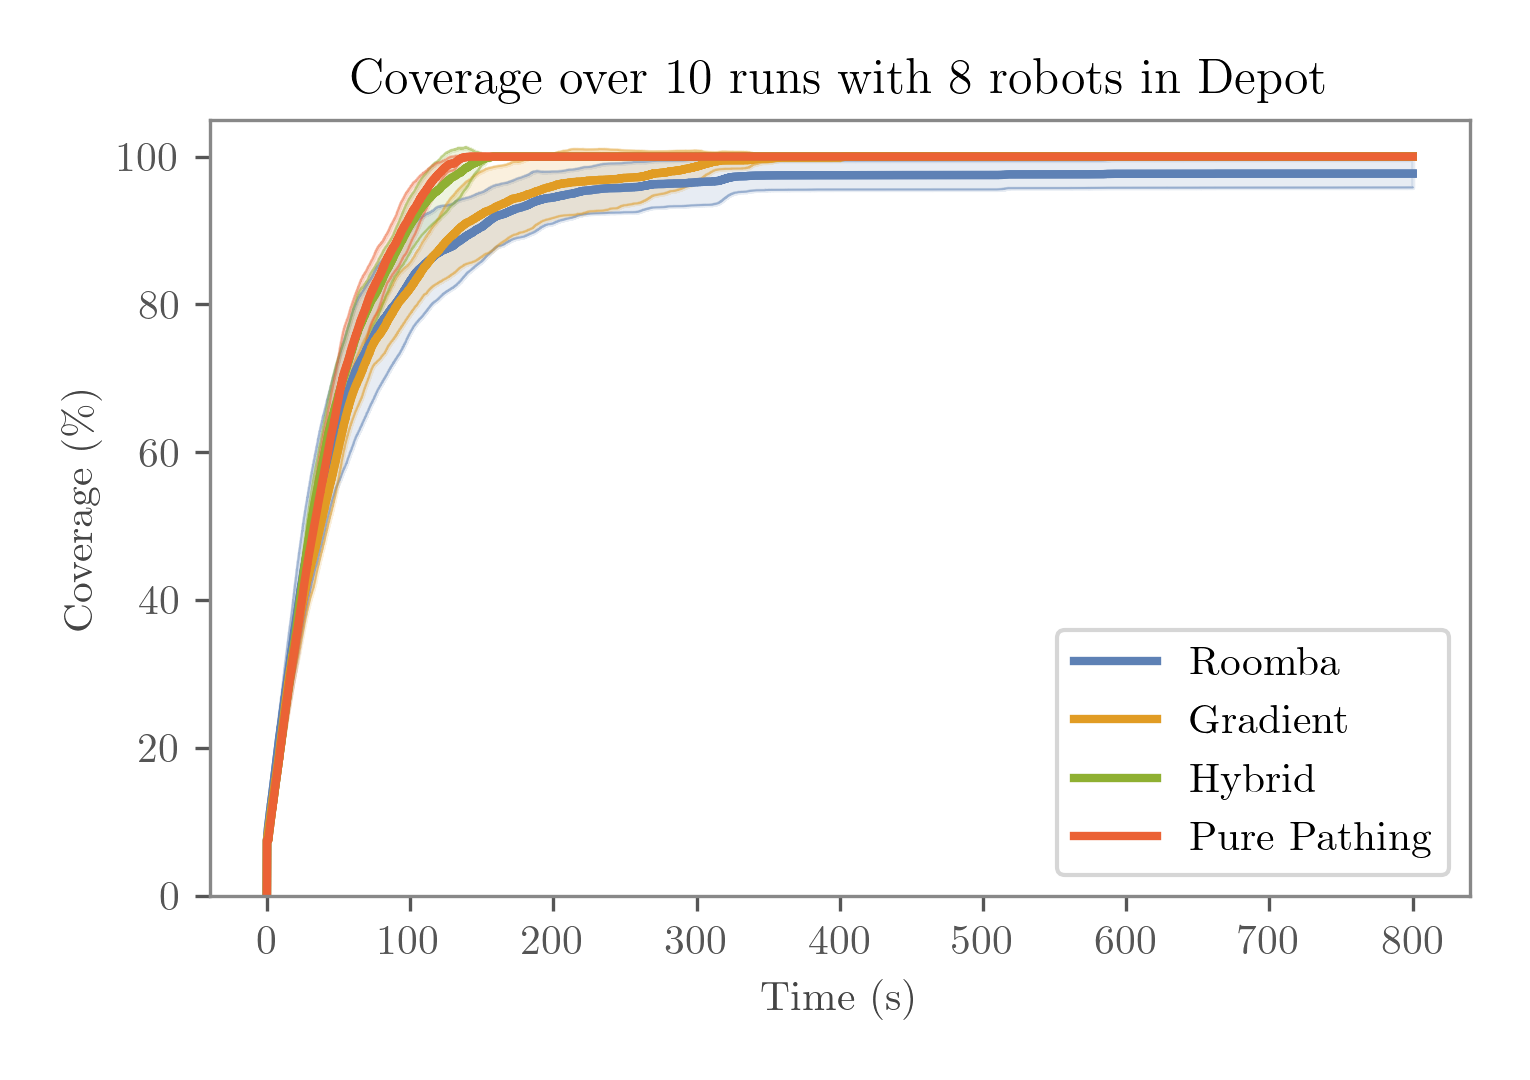 Coverage over 10 runs with 8 robots in Depot
100
80
60
40
20
0
Coverage (%)
Roomba
Gradient
Hybrid
Pure Pathing
0 100 200 300 400 500 600 700 800
Time (s)